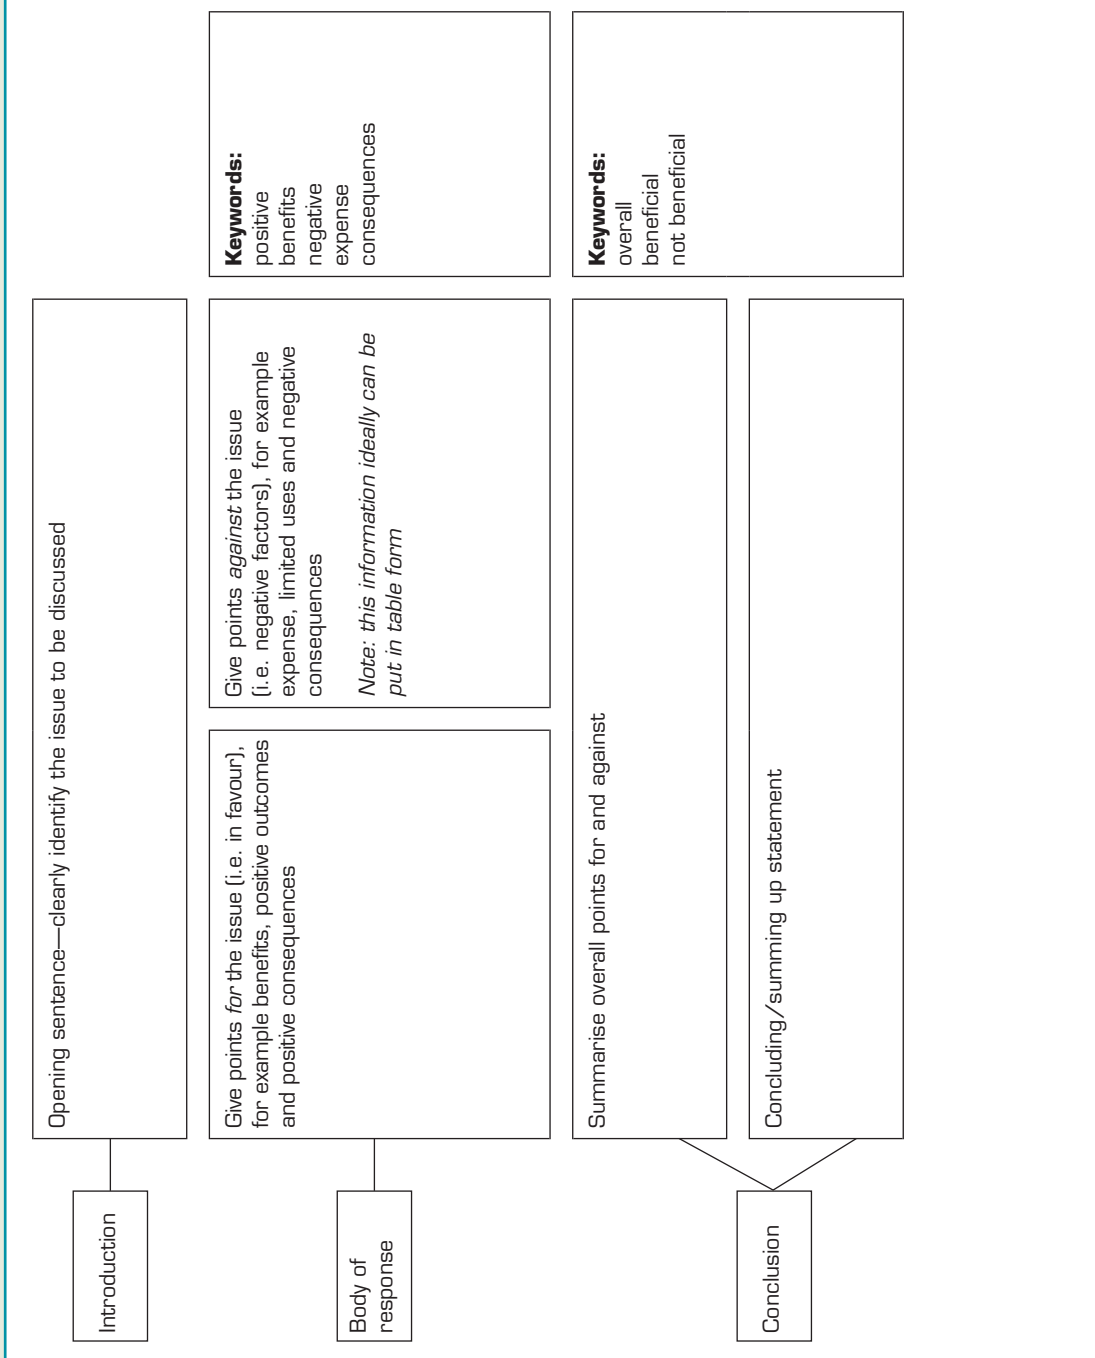 Introduction
Opening sentence—clearly identify the issue to be discussed
Body of
response
Give points for the issue (i.e. in favour),
for example benefits, positive outcomes
and positive consequences
Give points against the issue
(i.e. negative factors), for example
expense, limited uses and negative
consequences
Note: this information ideally can be
put in table form
Keywords:
positive
benefits
negative
expense
consequences
Conclusion
Summarise overall points for and against
Concluding/summing up statement
Keywords:
overall
beneficial
not beneficial